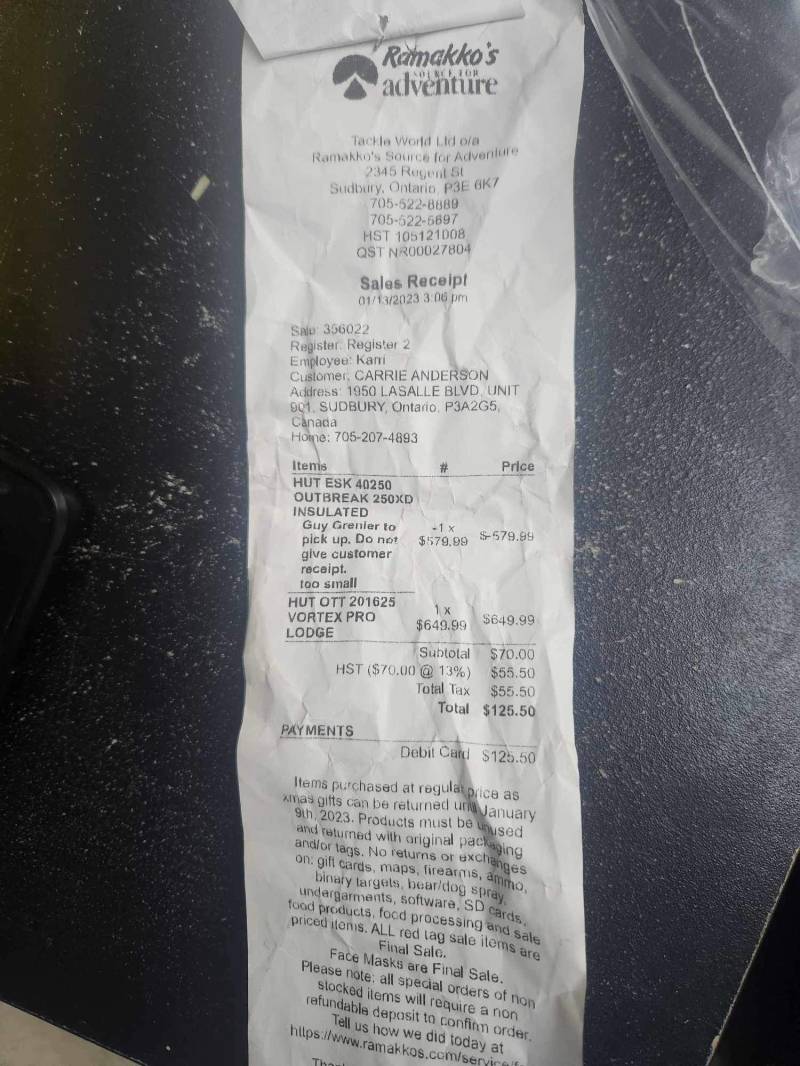 Ramakko's
SOURCE FOR
adventure
Tackle World Ltd o/a
Ramakko's Source for Adventure
2345 Regent St
Sudbury, Ontario, P3E 6K7
705-522-8889
705-522-5697
HST 105121008
QST NR00027804
Sales Receipt
01/13/2023 3:06 pm
Sale: 356022
Register: Register 2
Employee: Karri
Customer: CARRIE ANDERSON
Address: 1950 LASALLE BLVD, UNIT
901, SUDBURY, Ontario, P3A2G5,
Canada
Home: 705-207-4893
Items # Price
HUT ESK 40250
OUTBREAK 250XD
INSULATED
Guy Grenier to
pick up. Do not
give customer
receipt.
too small
-1 x
$579.99 $-579.99
HUT OTT 201625
VORTEX PRO
LODGE
1 x
$649.99 $649.99
Subtotal $70.00
HST ($70.00 @ 13%) $55.50
Total Tax $55.50
Total $125.50
PAYMENTS
Debit Card $125.50
Items purchased at regular price as
xmas gifts can be returned until January
9th, 2023. Products must be unused
and returned with original packaging
and/or tags. No returns or exchanges
on: gift cards, maps, firearms, ammo,
binary targets, bear/dog spray,
undergarments, software, SD cards,
food products, food processing and sale
priced items. ALL red tag sale items are
Final Sale.
Face Masks are Final Sale.
Please note: all special orders of non
stocked items will require a non
refundable deposit to confirm order.
Tell us how we did today at
https://www.ramakkos.com/service/